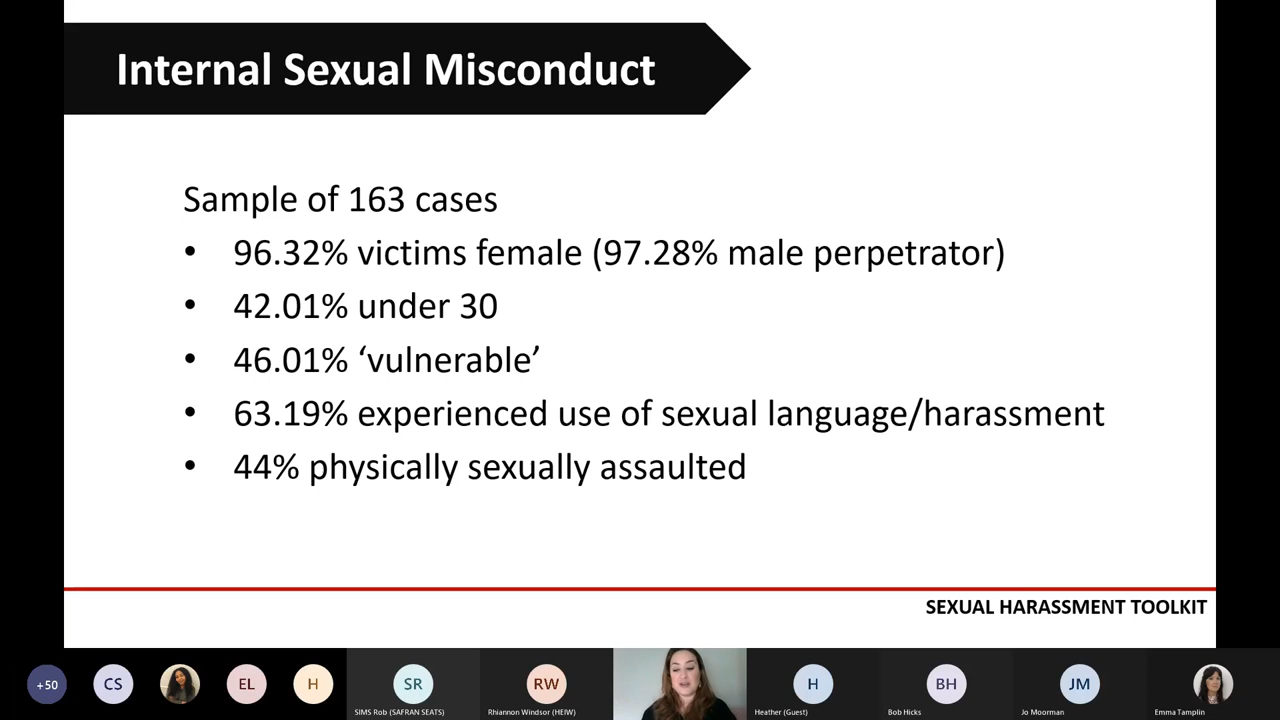 Internal Sexual Misconduct
Sample of 163 cases
• 96.32% victims female (97.28% male perpetrator)
• 42.01% under 30
• 46.01% ‘vulnerable’
• 63.19% experienced use of sexual language/harassment
• 44% physically sexually assaulted
SEXUAL HARASSMENT TOOLKIT
+50
CS
EL
H
SR
SIMS Rob (SAFRAN SEATS)
RW
Rhiannon Windsor (HEIW)
H
Heather (Guest)
BH
Bob Hicks
JM
Jo Moorman
Emma Tamplin